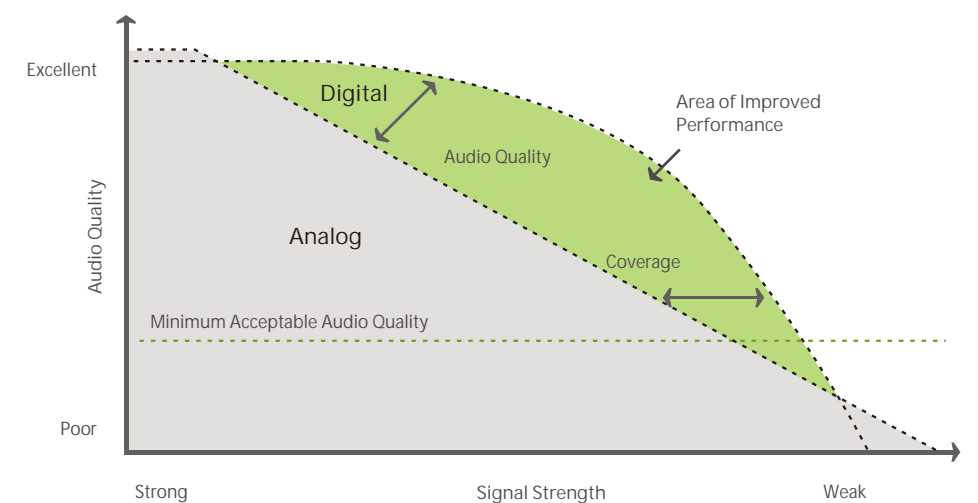 Excellent
Digital
Area of Improved
Performance
Audio Quality
Audio Quality
Analog
Coverage
Minimum Acceptable Audio Quality
Poor
Strong
Signal Strength
Weak